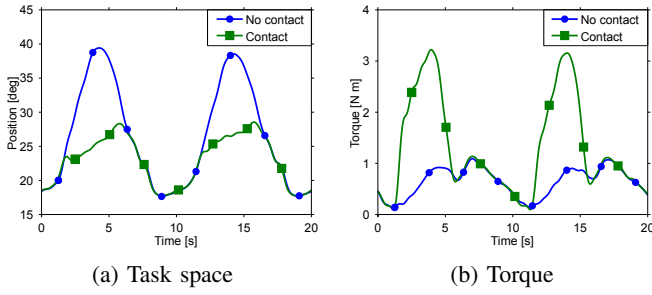 45
40
35
30
25
20
15
Position [deg]
0 5 10 15 20
Time [s]
No contact
Contact
4
3
2
1
0
Torque [N m]
0 5 10 15 20
Time [s]
No contact
Contact
(a) Task space
(b) Torque